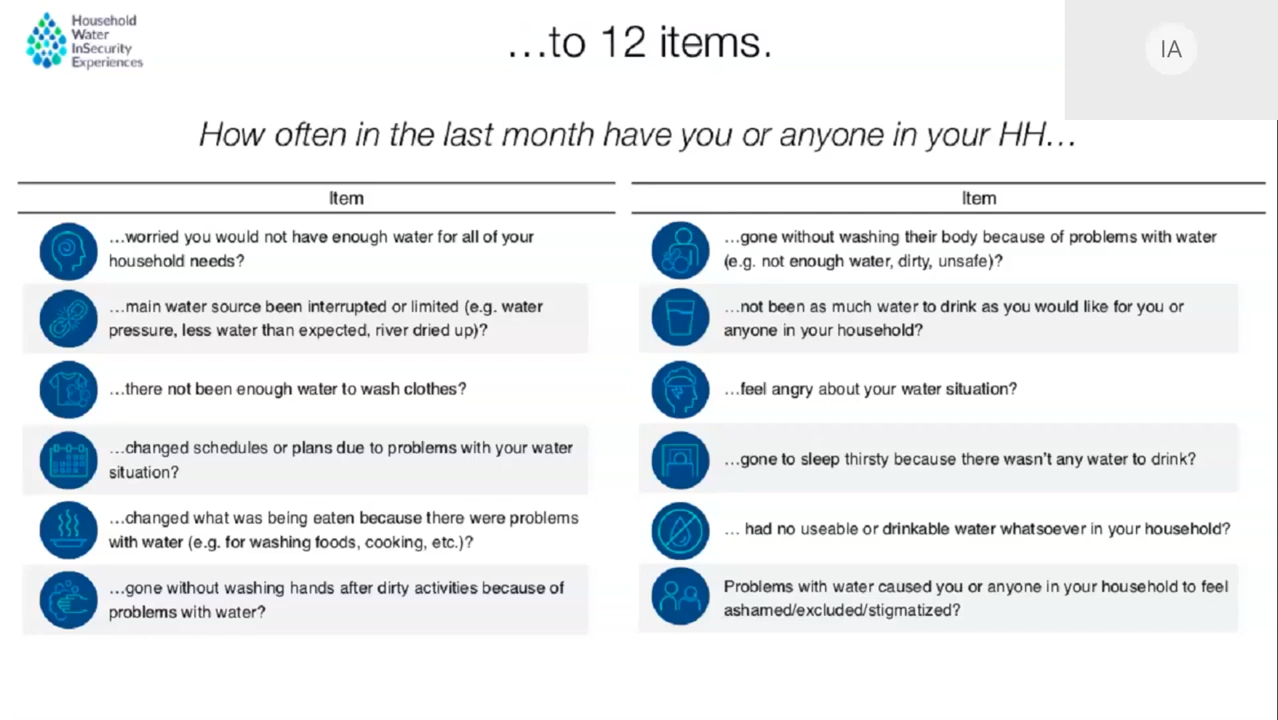 Household
Water
InSecurity
Experiences
…to 12 items.
IA
How often in the last month have you or anyone in your HH…
Item
…worried you would not have enough water for all of your
household needs?
…main water source been interrupted or limited (e.g. water
pressure, less water than expected, river dried up)?
…there not been enough water to wash clothes?
…changed schedules or plans due to problems with your water
situation?
…changed what was being eaten because there were problems
with water (e.g. for washing foods, cooking, etc.)?
…gone without washing hands after dirty activities because of
problems with water?
Item
…gone without washing their body because of problems with water
(e.g. not enough water, dirty, unsafe)?
…not been as much water to drink as you would like for you or
anyone in your household?
…feel angry about your water situation?
…gone to sleep thirsty because there wasn't any water to drink?
… had no useable or drinkable water whatsoever in your household?
Problems with water caused you or anyone in your household to feel
ashamed/excluded/stigmatized?